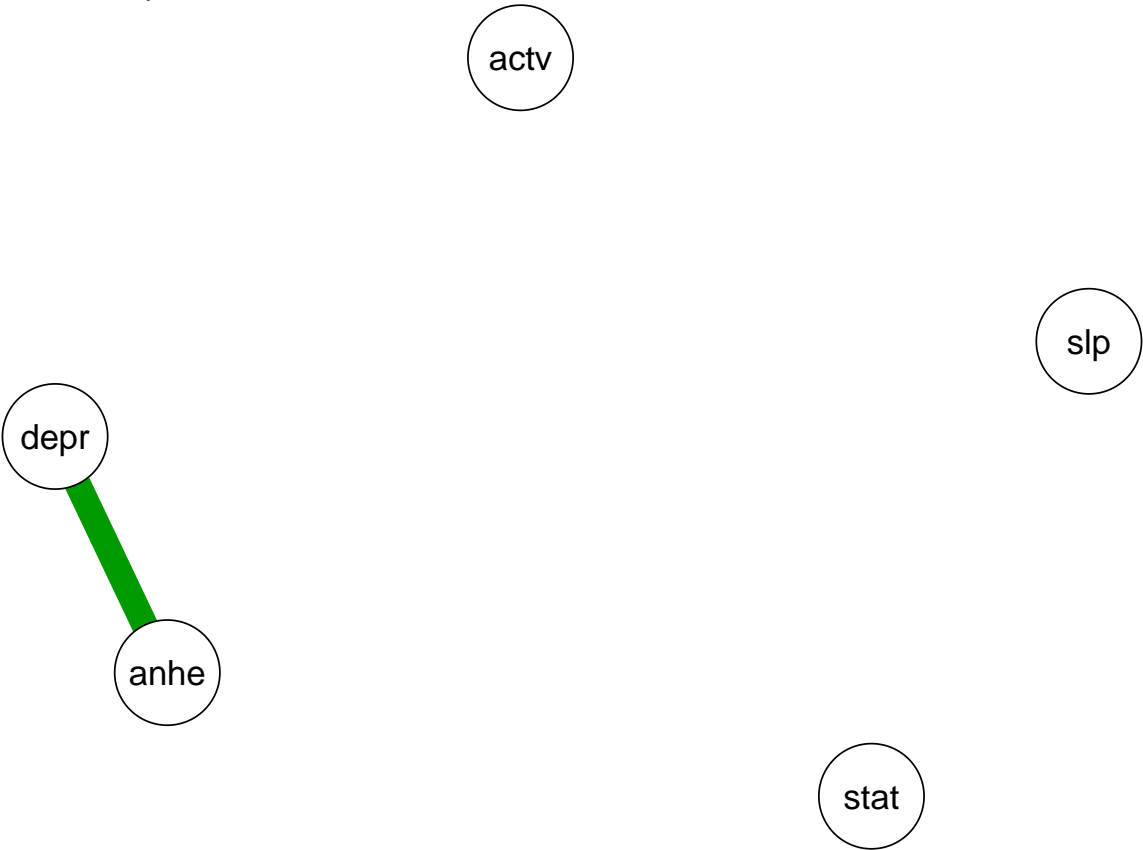 actv
slp
depr
anhe
stat